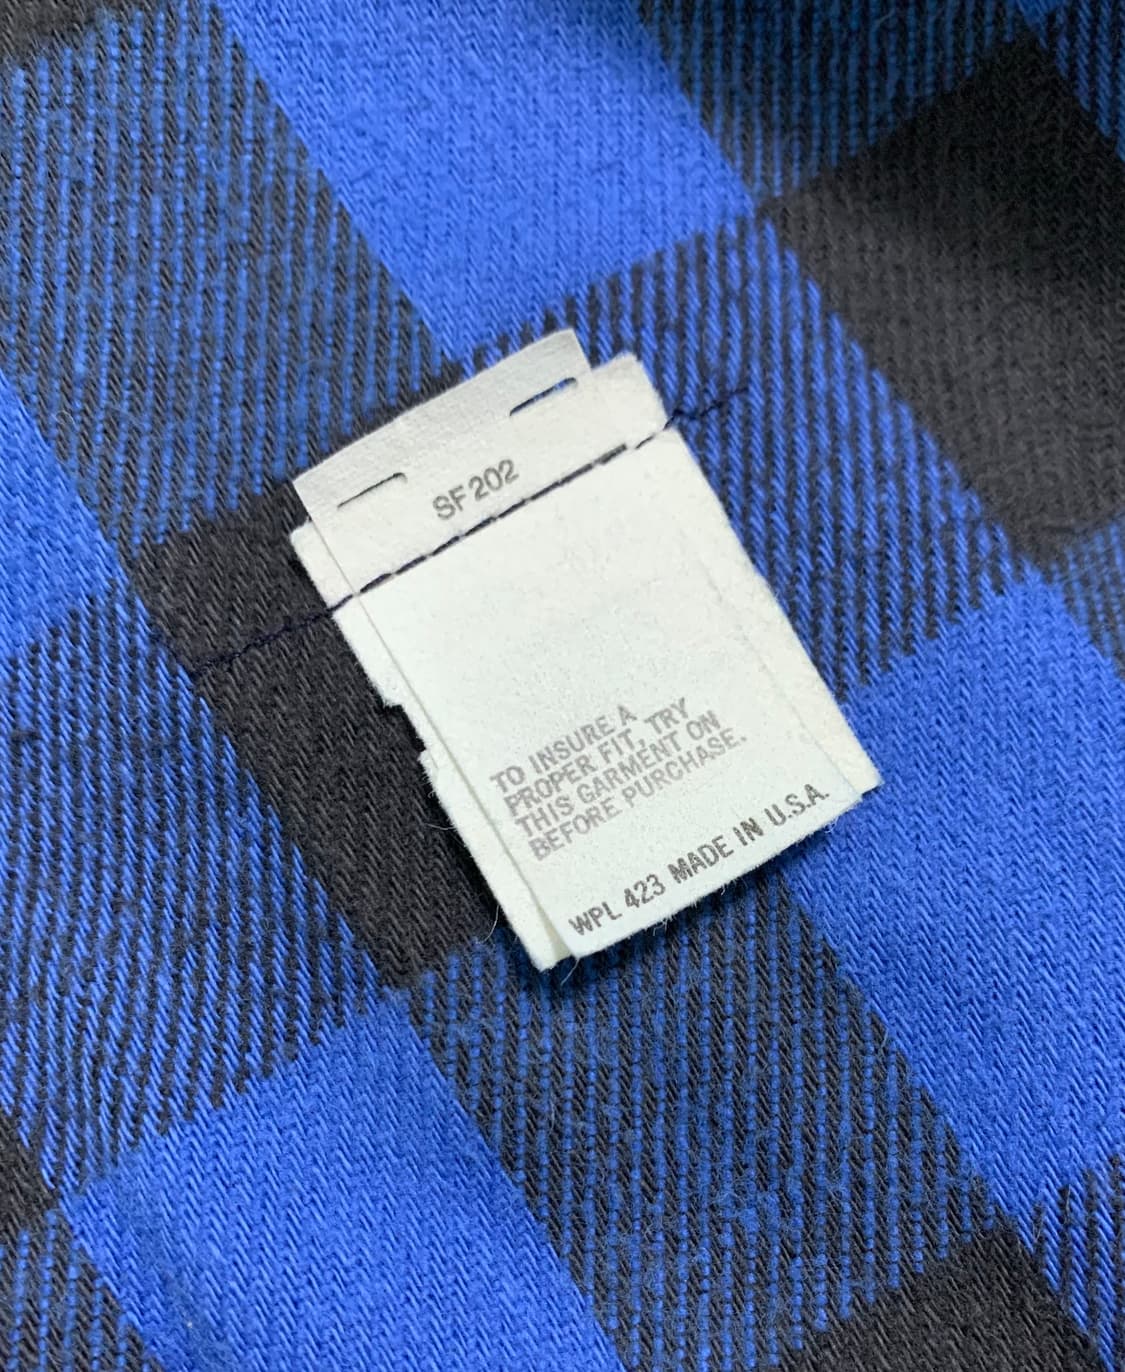 SF202
TO INSURE A
PROPER FIT, TRY
THIS GARMENT ON
BEFORE PURCHASE.
WPL 423 MADE IN U.S.A.